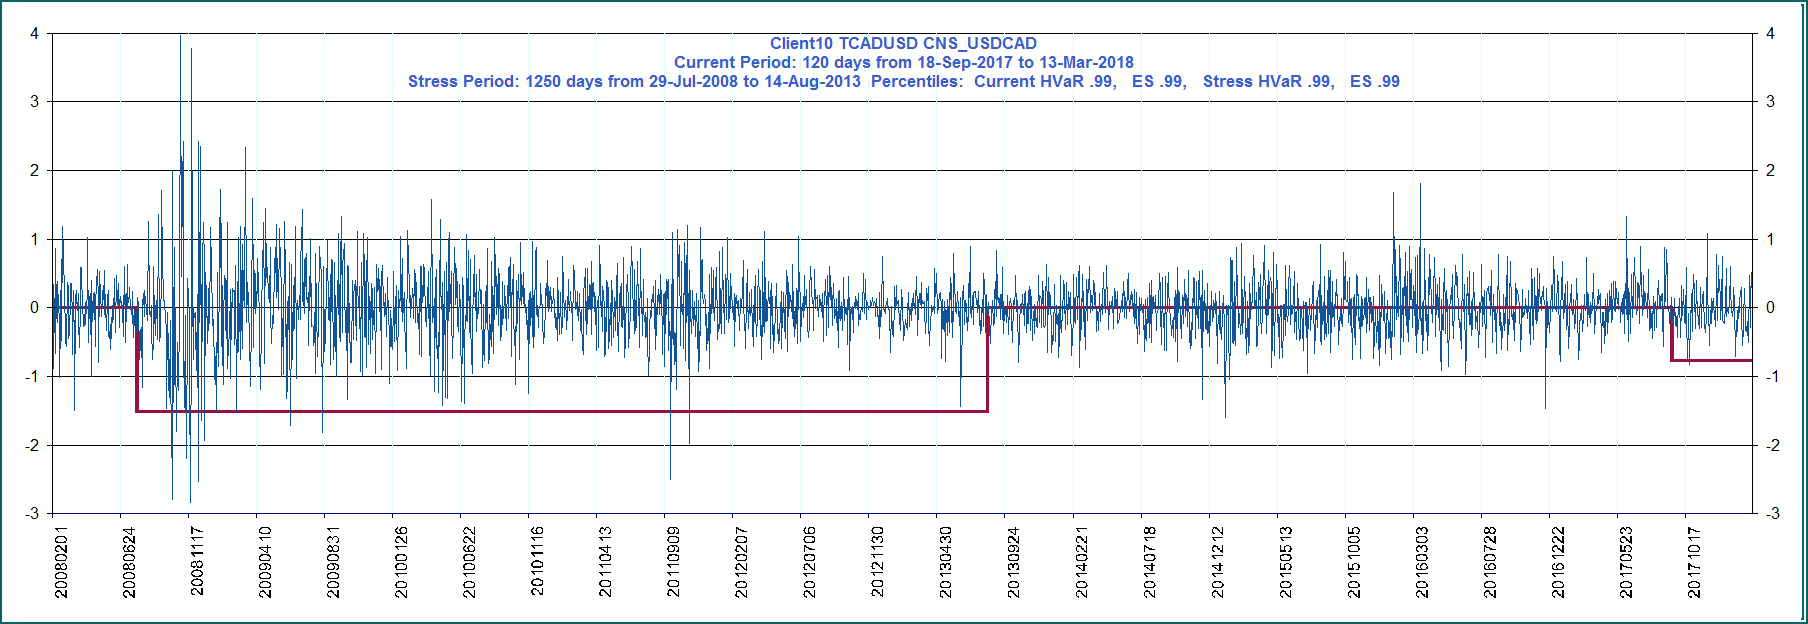 Client10 TCADUSD CNS_USDCAD
Current Period: 120 days from 18-Sep-2017 to 13-Mar-2018
Stress Period: 1250 days from 29-Jul-2008 to 14-Aug-2013  Percentiles:  Current HVaR .99,   ES .99,   Stress HVaR .99,   ES .99
4 4
3 3
2 2
1 1
0 0
-1 -1
-2 -2
-3 -3
20080201 20080624 20081117 20090410 20090831 20100126 20100622 20101116 20110413 20110909 20120207 20120706 20121130 20130430 20130924 20140221 20140718 20141212 20150513 20151005 20160303 20160728 20161222 20170523 20171017